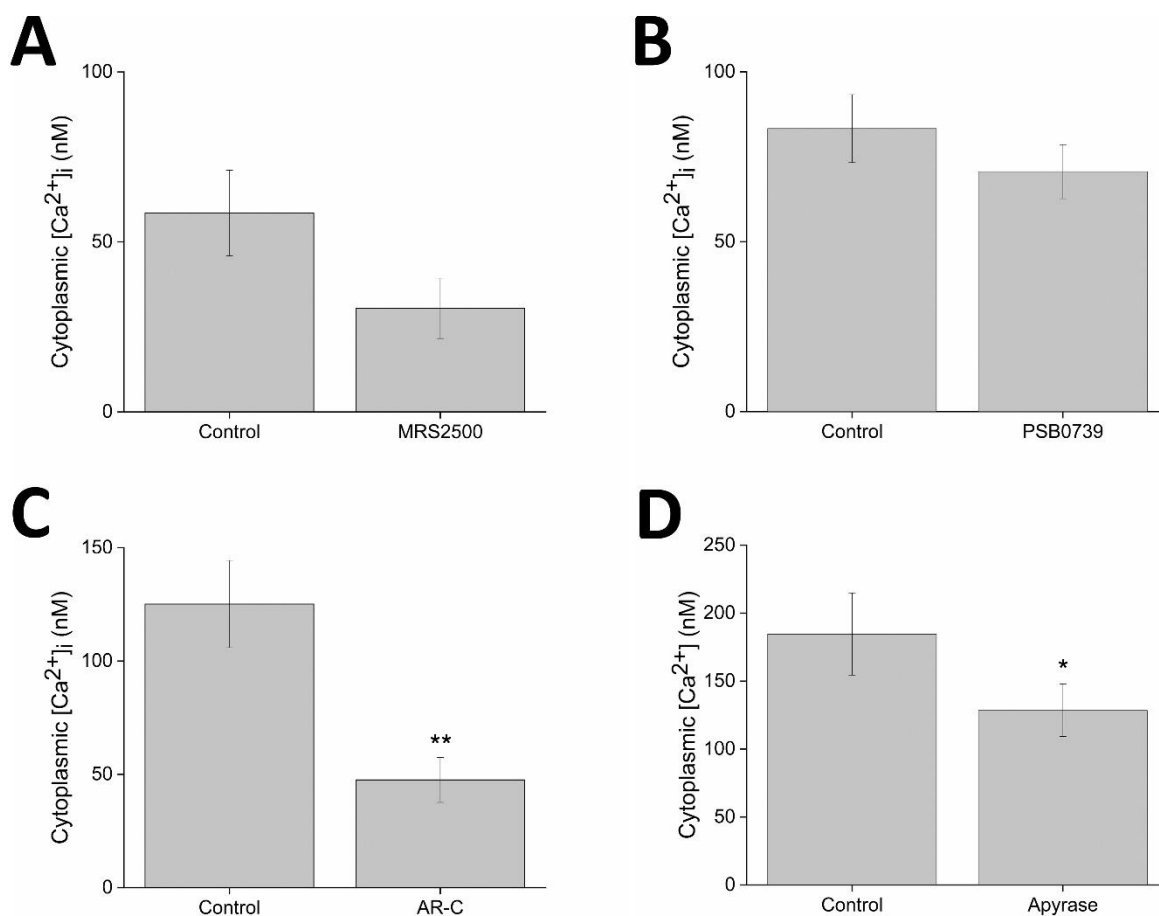 A
Cytoplasmic [Ca2+]i (nM)
100
50
0
Control
MRS2500
B
Cytoplasmic [Ca2+]i (nM)
100
50
0
Control
PSB0739
C
Cytoplasmic [Ca2+]i (nM)
150
100
50
0
**
Control
AR-C
D
Cytoplasmic [Ca2+] (nM)
250
200
150
100
50
0
*
Control
Apyrase